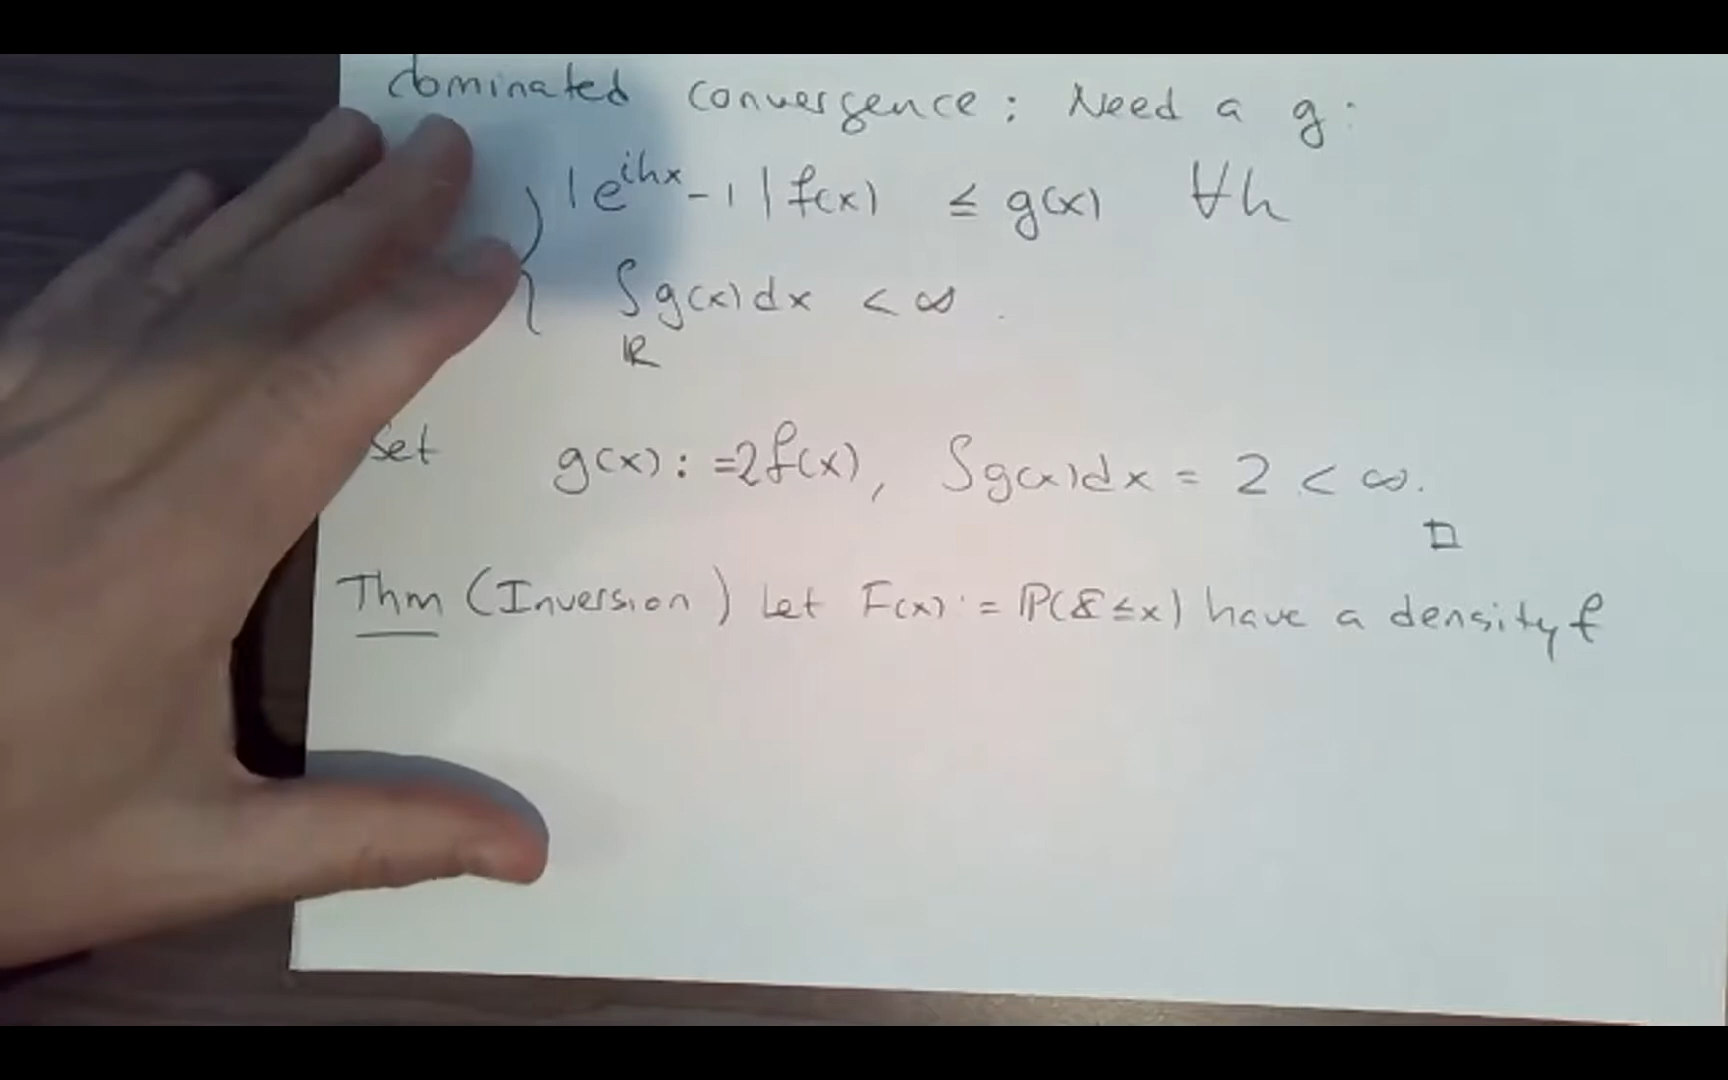 dominated convergence: Need a g:
|e^{ihx} - 1| f(x) ≤ g(x) ∀h
∫_ℝ g(x)dx < ∞.
Set g(x) := 2f(x), ∫g(x)dx = 2 < ∞.
□
Thm (Inversion) Let F(x) := ℙ(ξ ≤ x) have a density f